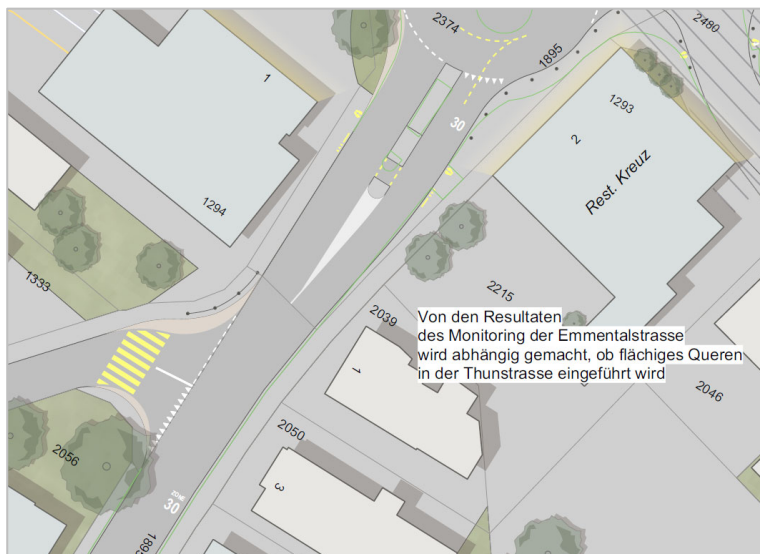 2374
1895
2480
1
30
1293
2
Rest. Kreuz
1294
1333
2215
Von den Resultaten
des Monitoring der Emmentalstrasse
wird abhängig gemacht, ob flächiges Queren
in der Thunstrasse eingeführt wird
2039
1
2046
2050
2056
3
ZONE
30